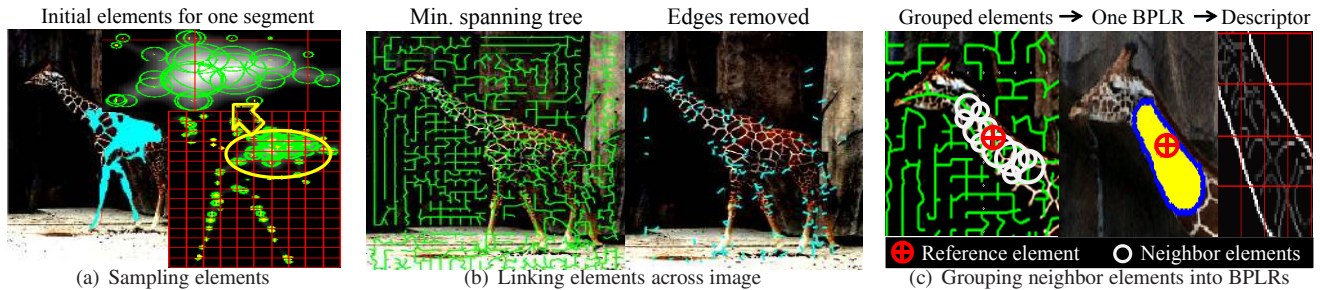 Initial elements for one segment
(a) Sampling elements
Min. spanning tree
Edges removed
(b) Linking elements across image
Grouped elements → One BPLR → Descriptor
Reference element
Neighbor elements
(c) Grouping neighbor elements into BPLRs